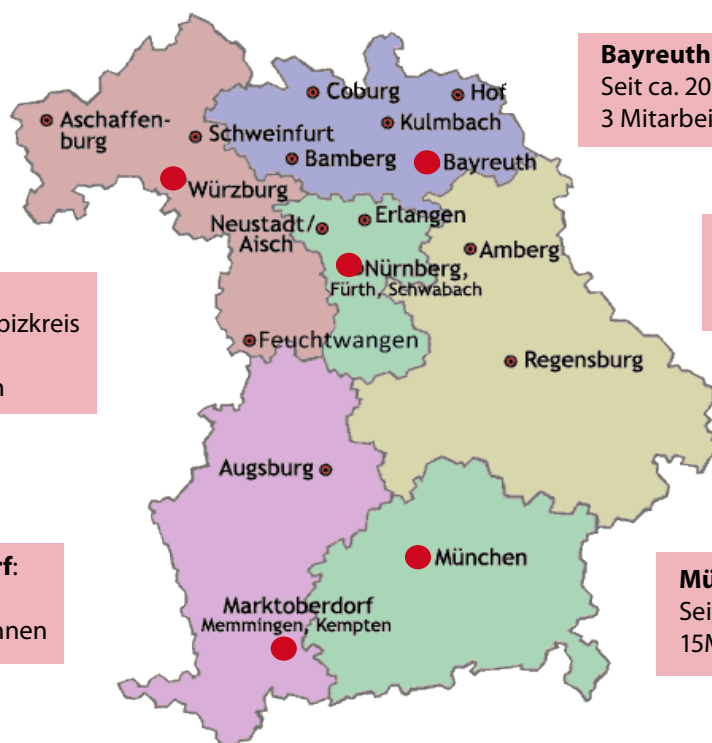 Bayreuth
Seit ca. 20
3 Mitarbei
Coburg
Hof
Aschaffen-
burg
Kulmbach
Schweinfurt
Bamberg
Bayreuth
Würzburg
Erlangen
Neustadt/
Aisch
Amberg
Nürnberg,
Fürth, Schwabach
pizkreis
n
Feuchtwangen
Regensburg
Augsburg
München
rf:
nnen
Marktoberdorf
Memmingen, Kempten
Mü
Sei
15M